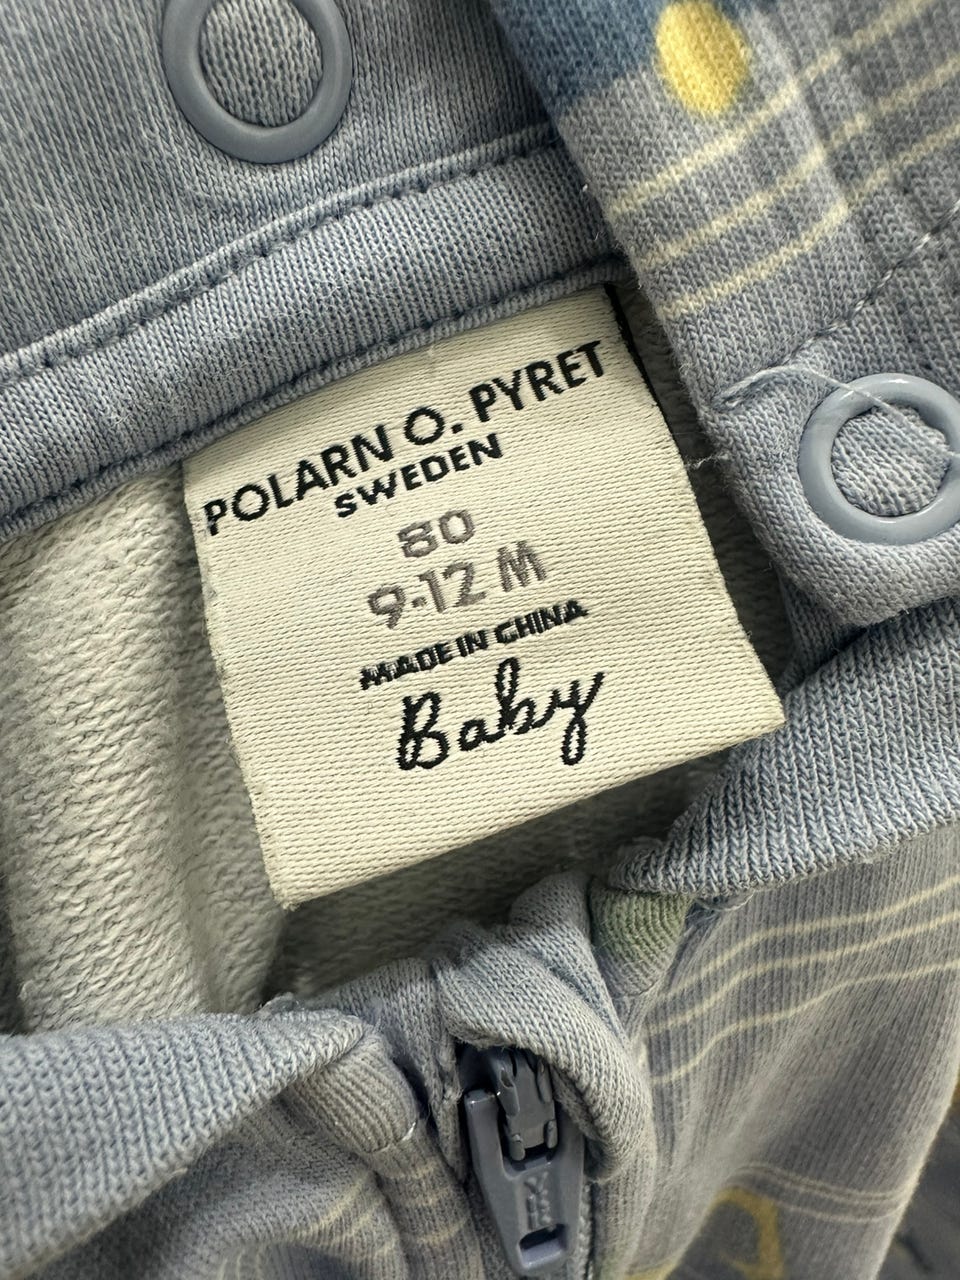 POLARN O. PYRET
SWEDEN
80
9-12 M
MADE IN CHINA
Baby